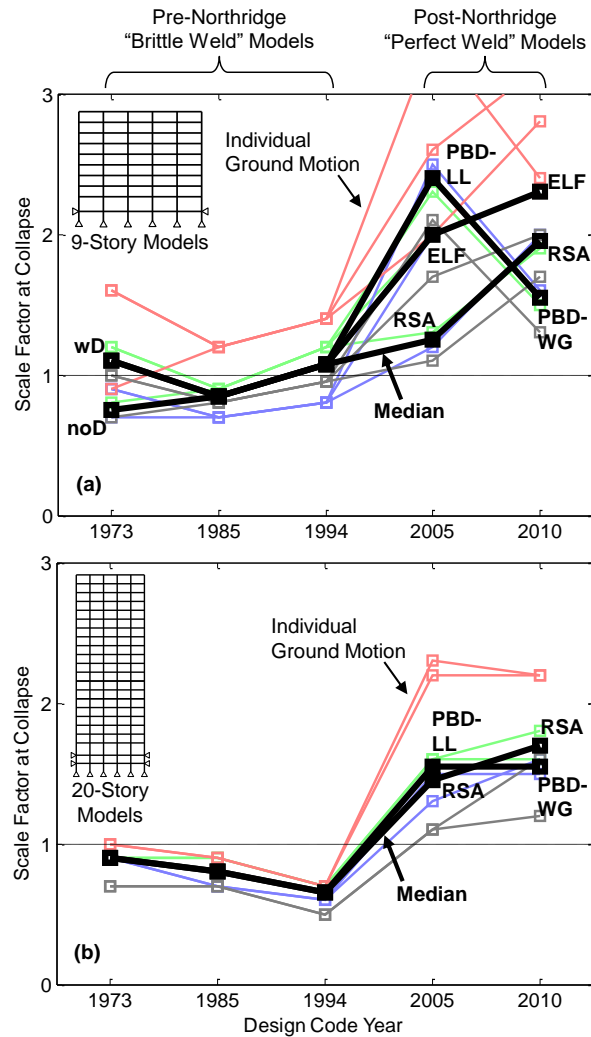 Pre-Northridge
“Brittle Weld” Models
Post-Northridge
“Perfect Weld” Models
3
2
1
0
Scale Factor at Collapse
9-Story Models
Individual
Ground Motion
PBD-
LL
ELF
ELF
RSA
RSA
PBD-
WG
wD
noD
Median
(a)
1973
1985
1994
2005
2010
3
2
1
0
Scale Factor at Collapse
20-Story
Models
Individual
Ground Motion
PBD-
LL
RSA
RSA
PBD-
WG
Median
(b)
1973
1985
1994
2005
2010
Design Code Year